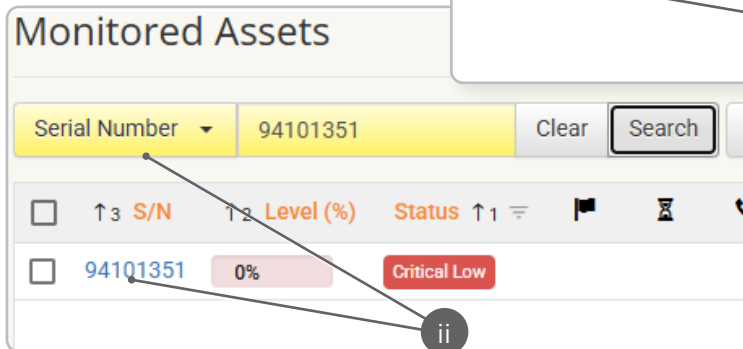 Monitored Assets
Serial Number 94101351 Clear Search
↑3 S/N ↑2 Level (%) Status ↑1
94101351 0% Critical Low
ii